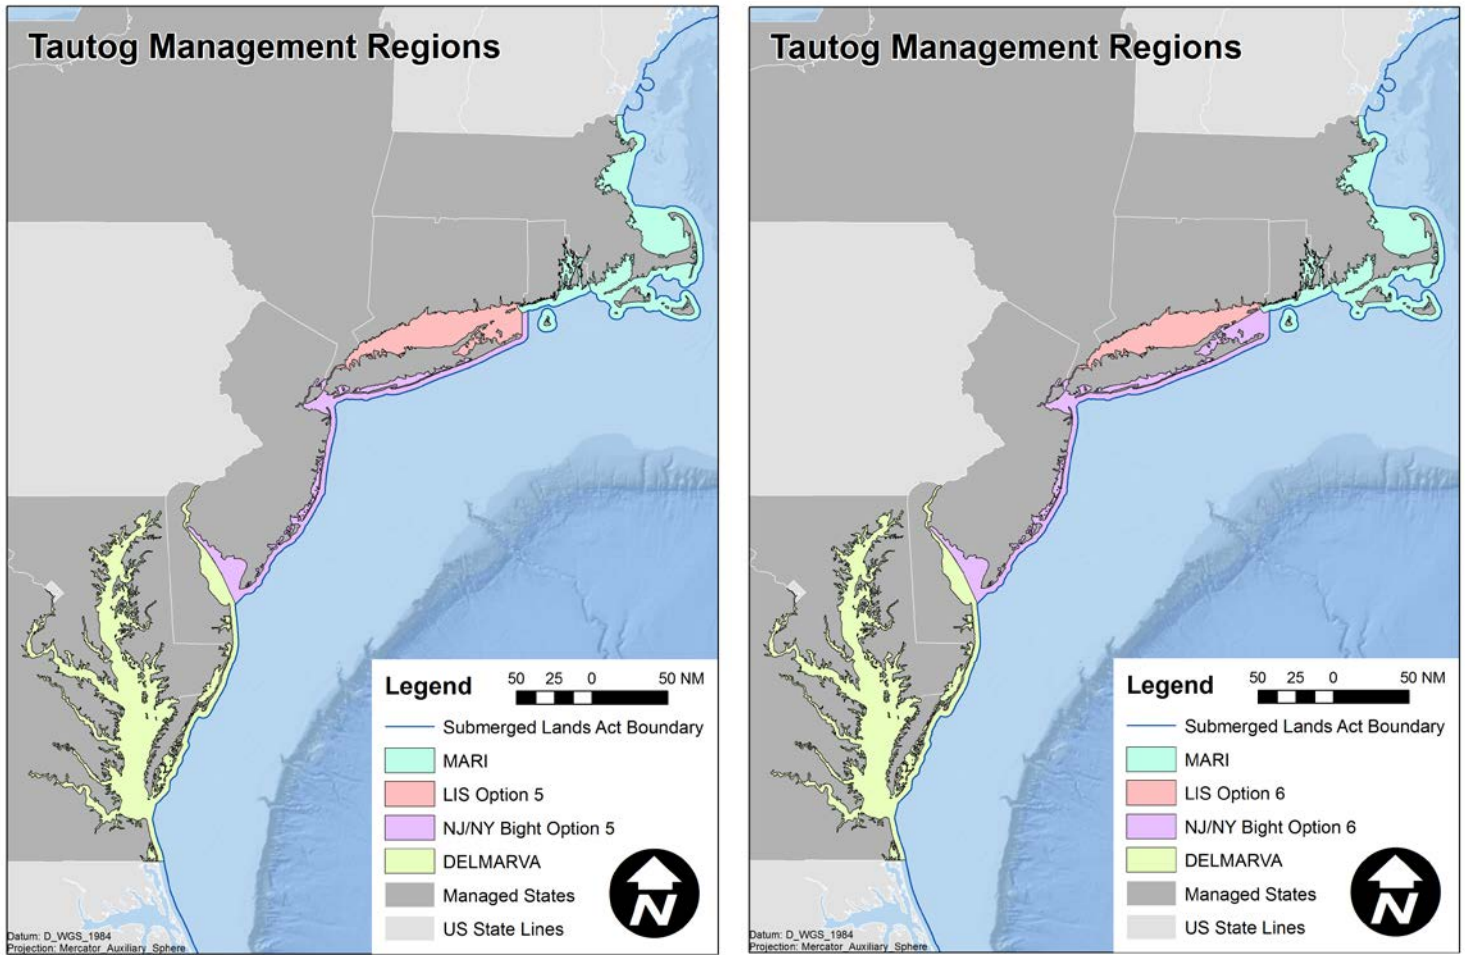 Tautog Management Regions
Legend
50 25 0 50 NM
Submerged Lands Act Boundary
MARI
LIS Option 5
NJ/NY Bight Option 5
DELMARVA
Managed States
US State Lines
N
Datum: D_WGS_1984
Projection: Mercator_Auxiliary_Sphere
Tautog Management Regions
Legend
50 25 0 50 NM
Submerged Lands Act Boundary
MARI
LIS Option 6
NJ/NY Bight Option 6
DELMARVA
Managed States
US State Lines
N
Datum: D_WGS_1984
Projection: Mercator_Auxiliary_Sphere